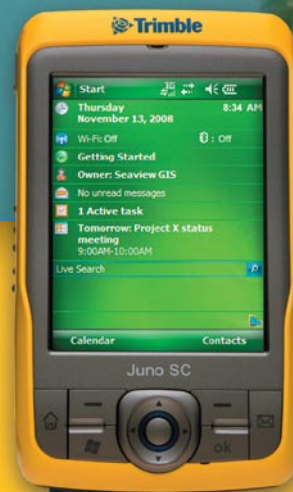 Trimble
Start 3G
Thursday 8:34 AM
November 13, 2008
Wi-Fi: Off : Off
Getting Started
Owner: Seaview GIS
No unread messages
1 Active task
Tomorrow: Project X status
meeting
9:00AM-10:00AM
Live Search
Calendar Contacts
Juno SC
ok